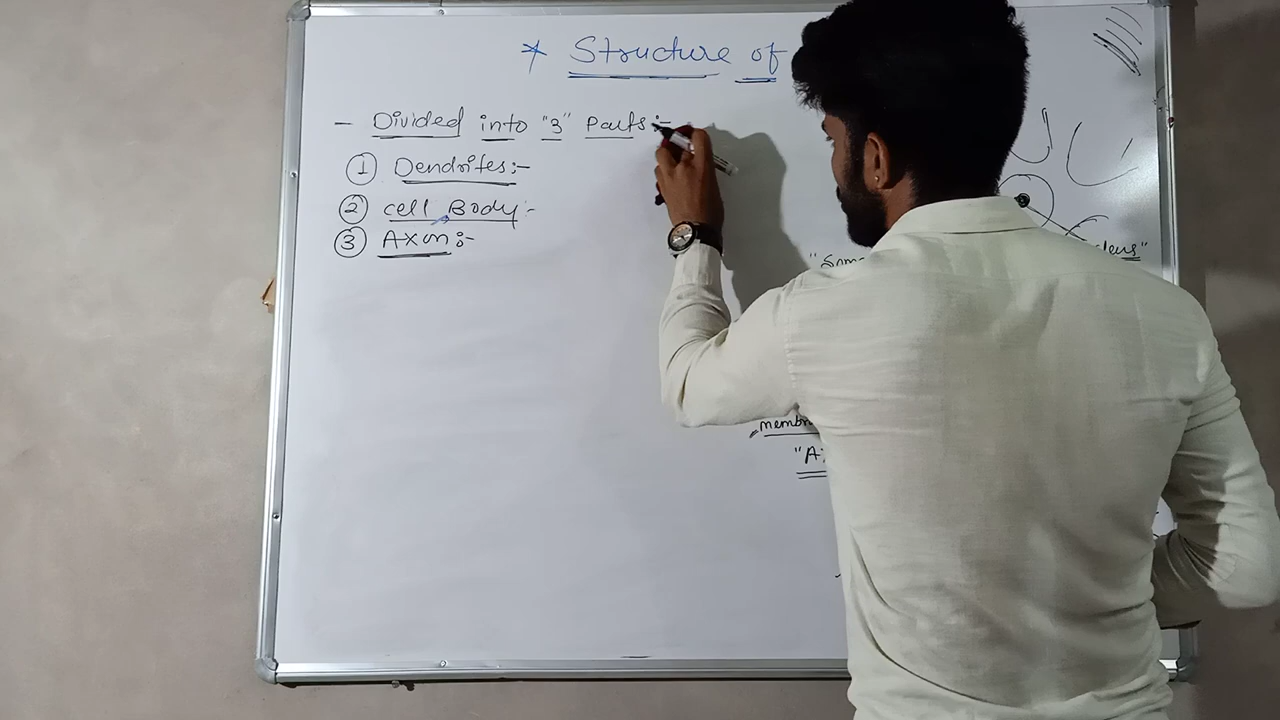 * Structure of
- Divided into "3" Parts:-
① Dendrites:-
② cell Body:-
③ Axon:-